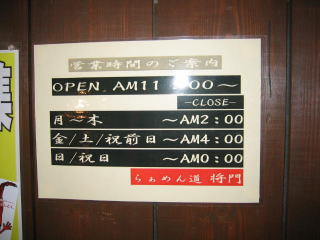 営業時間のご案内
OPEN AM11:00～
—CLOSE—
月～木 ～AM2:00
金/土/祝前日～AM4:00
日/祝日 ～AM0:00
らぁめん道 将門